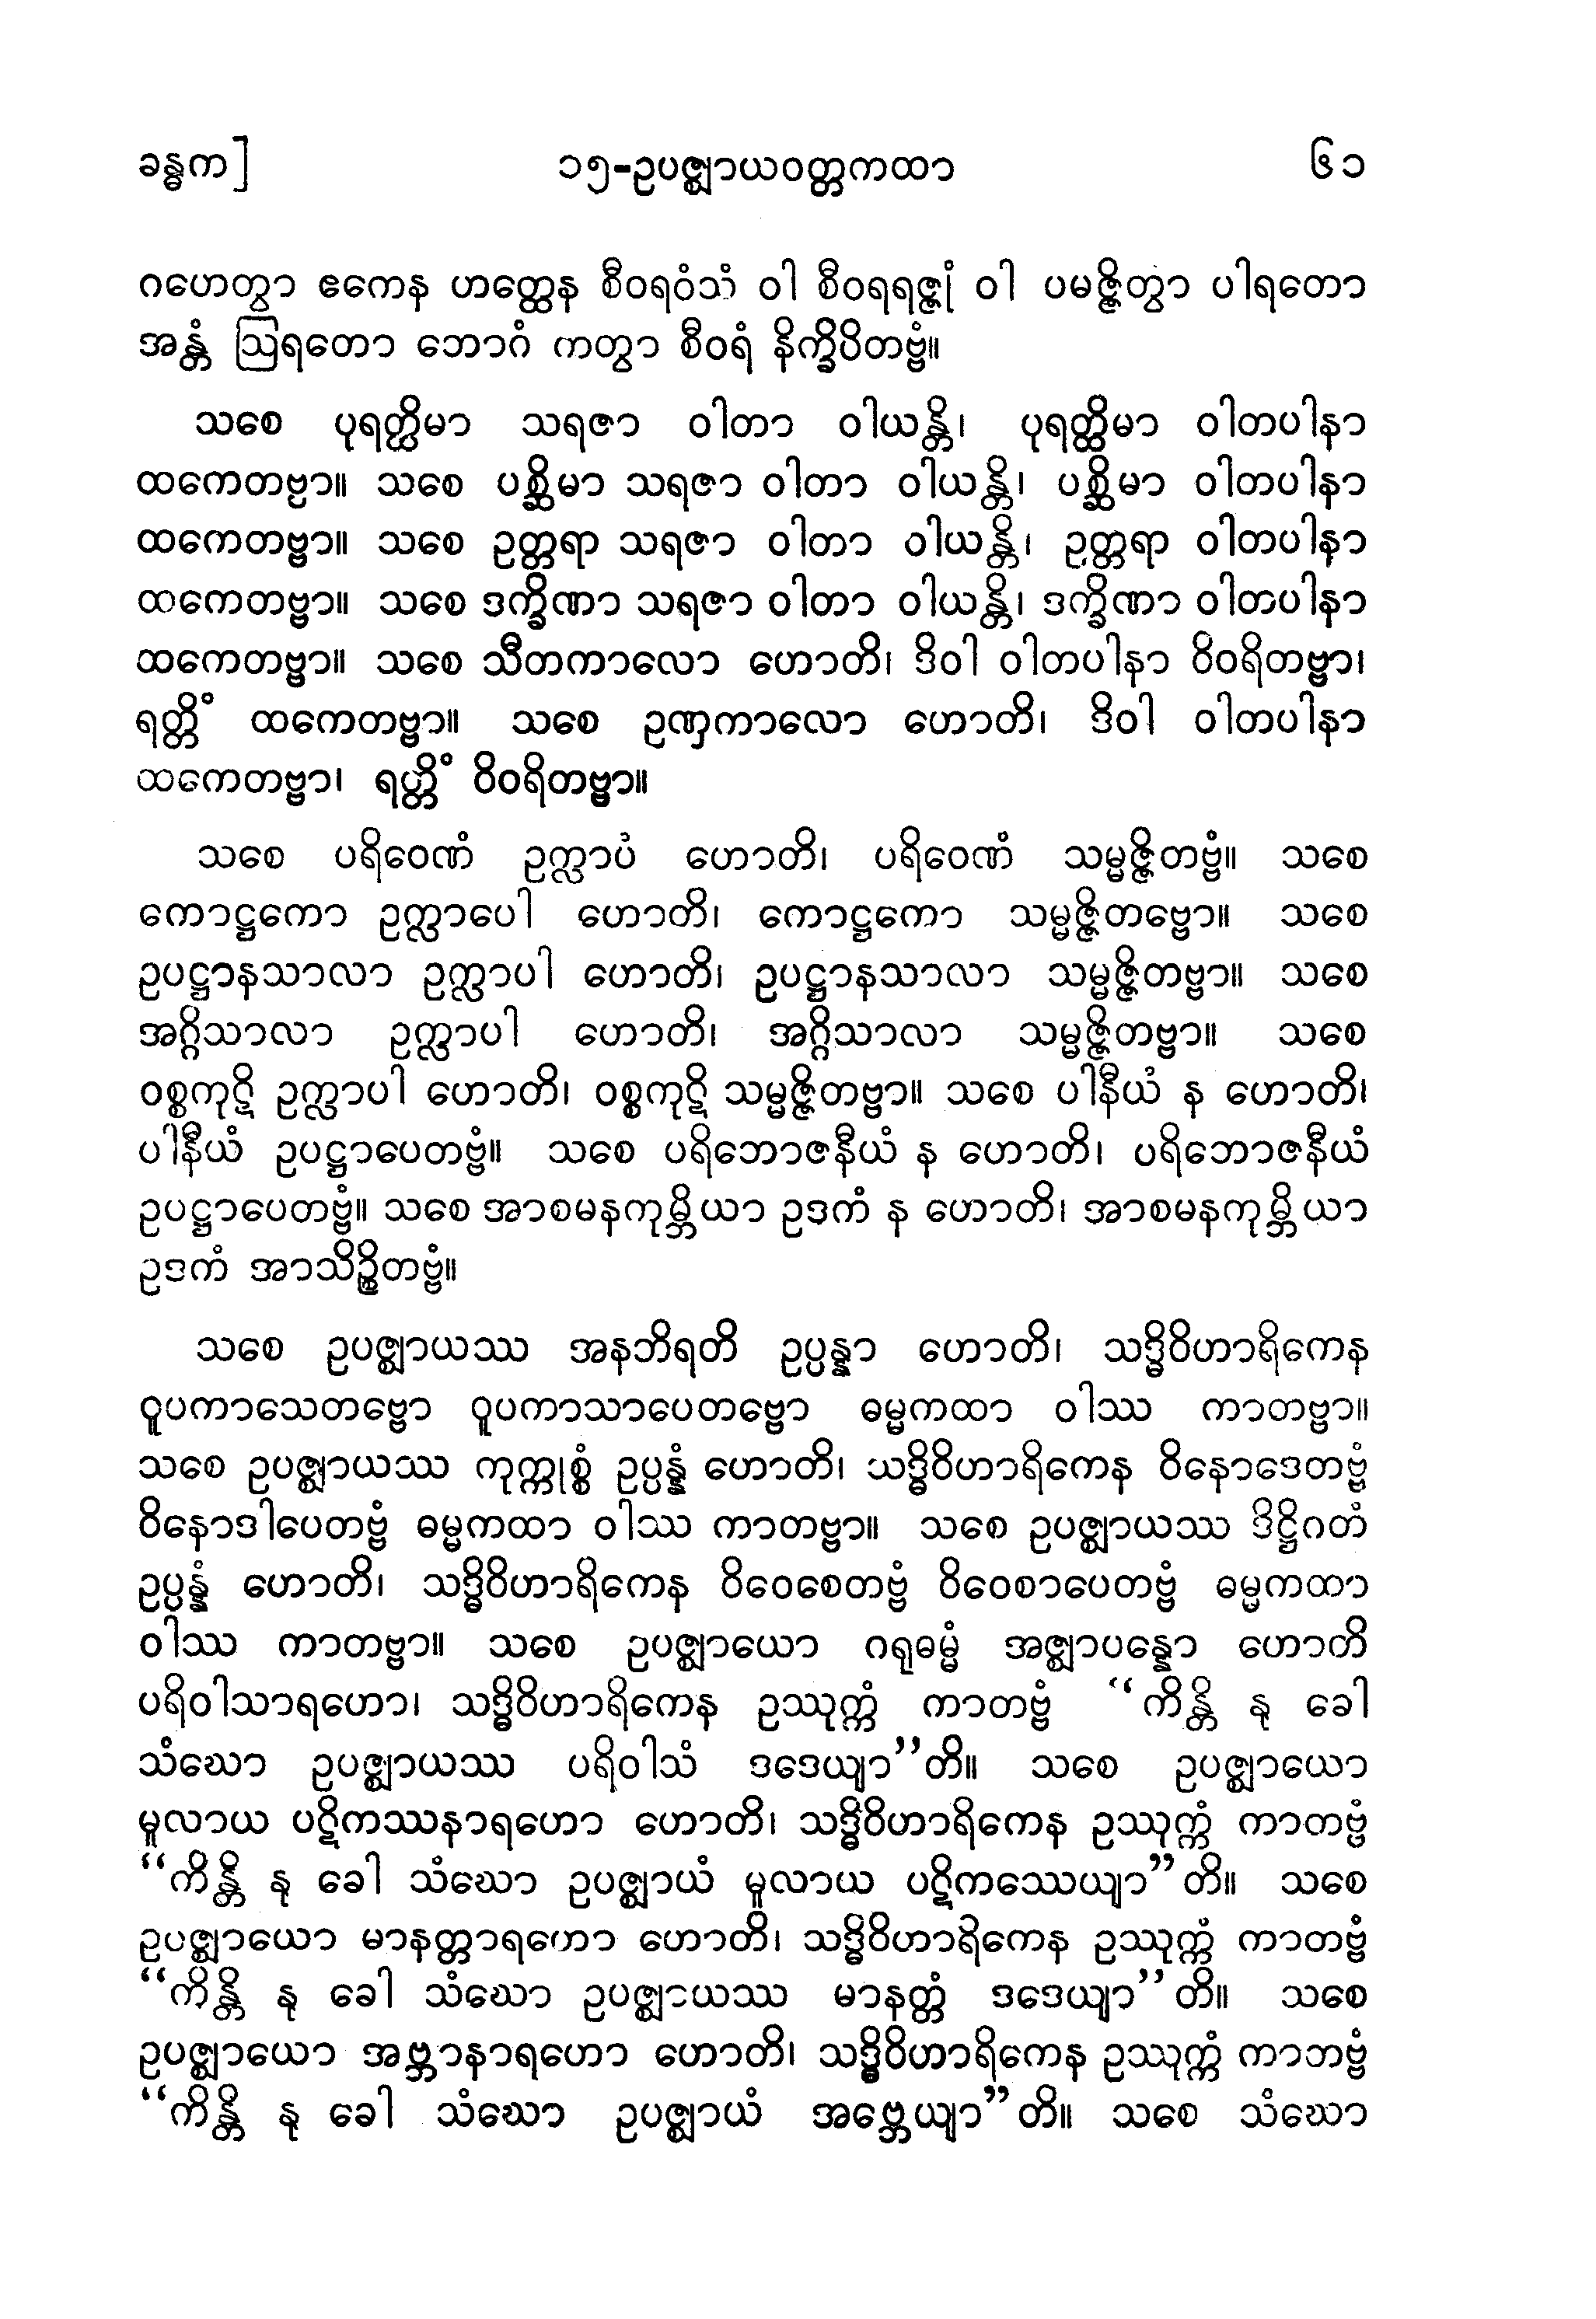 ခန္ဓက]
၁၅-ဥပဇ္ဈာယဝတ္တကထာ
၆၁
ဂဟေတွာ ဧကေန ဟတ္ထေန စီဝရဝံသံ ဝါ စီဝရရဇ္ဇုံ ဝါ ပမဇ္ဇိတွာ ပါရတော
အန္တံ ဩရတော ဘောဂံ ကတွာ စီဝရံ နိက္ခိပိတဗ္ဗံ။
သစေ ပုရတ္ထိမာ သရဇာ ဝါတာ ဝါယန္တိ၊ ပုရတ္ထိမာ ဝါတပါနာ
ထကေတဗ္ဗာ။ သစေ ပစ္ဆိမာ သရဇာ ဝါတာ ဝါယန္တိ၊ ပစ္ဆိမာ ဝါတပါနာ
ထကေတဗ္ဗာ။ သစေ ဥတ္တရာ သရဇာ ဝါတာ ဝါယန္တိ၊ ဥတ္တရာ ဝါတပါနာ
ထကေတဗ္ဗာ။ သစေ ဒက္ခိဏာ သရဇာ ဝါတာ ဝါယန္တိ၊ ဒက္ခိဏာ ဝါတပါနာ
ထကေတဗ္ဗာ။ သစေ သီတကာလော ဟောတိ၊ ဒိဝါ ဝါတပါနာ ဝိဝရိတဗ္ဗာ၊
ရတ္တိံ ထကေတဗ္ဗာ။ သစေ ဥဏှကာလော ဟောတိ၊ ဒိဝါ ဝါတပါနာ
ထကေတဗ္ဗာ၊ ရတ္တိံ ဝိဝရိတဗ္ဗာ။
သစေ ပရိဝေဏံ ဥက္လာပံ ဟောတိ၊ ပရိဝေဏံ သမ္မဇ္ဇိတဗ္ဗံ။ သစေ
ကောဋ္ဌကော ဥက္လာပေါ ဟောတိ၊ ကောဋ္ဌကော သမ္မဇ္ဇိတဗ္ဗော။ သစေ
ဥပဋ္ဌာနသာလာ ဥက္လာပါ ဟောတိ၊ ဥပဋ္ဌာနသာလာ သမ္မဇ္ဇိတဗ္ဗာ။ သစေ
အဂ္ဂိသာလာ ဥက္လာပါ ဟောတိ၊ အဂ္ဂိသာလာ သမ္မဇ္ဇိတဗ္ဗာ။ သစေ
ဝစ္စကုဋိ ဥက္လာပါ ဟောတိ၊ ဝစ္စကုဋိ သမ္မဇ္ဇိတဗ္ဗာ။ သစေ ပါနီယံ န ဟောတိ၊
ပါနီယံ ဥပဋ္ဌာပေတဗ္ဗံ။ သစေ ပရိဘောဇနီယံ န ဟောတိ၊ ပရိဘောဇနီယံ
ဥပဋ္ဌာပေတဗ္ဗံ။ သစေ အာစမနကုမ္ဘိယာ ဥဒကံ န ဟောတိ၊ အာစမနကုမ္ဘိယာ
ဥဒကံ အာသိဉ္စိတဗ္ဗံ။
သစေ ဥပဇ္ဈာယဿ အနဘိရတိ ဥပ္ပန္နာ ဟောတိ၊ သဒ္ဓိဝိဟာရိကေန
ဝူပကာသေတဗ္ဗော ဝူပကာသာပေတဗ္ဗော ဓမ္မကထာ ဝါဿ ကာတဗ္ဗာ။
သစေ ဥပဇ္ဈာယဿ ကုက္ကုစ္စံ ဥပ္ပန္နံ ဟောတိ၊ သဒ္ဓိဝိဟာရိကေန ဝိနောဒေတဗ္ဗံ
ဝိနောဒါပေတဗ္ဗံ ဓမ္မကထာ ဝါဿ ကာတဗ္ဗာ။ သစေ ဥပဇ္ဈာယဿ ဒိဋ္ဌိဂတံ
ဥပ္ပန္နံ ဟောတိ၊ သဒ္ဓိဝိဟာရိကေန ဝိဝေစေတဗ္ဗံ ဝိဝေစာပေတဗ္ဗံ ဓမ္မကထာ
ဝါဿ ကာတဗ္ဗာ။ သစေ ဥပဇ္ဈာယော ဂရုဓမ္မံ အဇ္ဈာပန္နော ဟောတိ
ပရိဝါသာရဟော၊ သဒ္ဓိဝိဟာရိကေန ဥဿုက္ကံ ကာတဗ္ဗံ “ကိန္တိ နု ခေါ
သံဃော ဥပဇ္ဈာယဿ ပရိဝါသံ ဒဒေယျာ”တိ။ သစေ ဥပဇ္ဈာယော
မူလာယ ပဋိကဿနာရဟော ဟောတိ၊ သဒ္ဓိဝိဟာရိကေန ဥဿုက္ကံ ကာတဗ္ဗံ
“ကိန္တိ နု ခေါ သံဃော ဥပဇ္ဈာယံ မူလာယ ပဋိကဿေယျာ”တိ။ သစေ
ဥပဇ္ဈာယော မာနတ္တာရဟော ဟောတိ၊ သဒ္ဓိဝိဟာရိကေန ဥဿုက္ကံ ကာတဗ္ဗံ
“ကိန္တိ နု ခေါ သံဃော ဥပဇ္ဈာယဿ မာနတ္တံ ဒဒေယျာ”တိ။ သစေ
ဥပဇ္ဈာယော အဗ္ဘာနာရဟော ဟောတိ၊ သဒ္ဓိဝိဟာရိကေန ဥဿုက္ကံ ကာတဗ္ဗံ
“ကိန္တိ နု ခေါ သံဃော ဥပဇ္ဈာယံ အဗ္ဘေယျာ”တိ။ သစေ သံဃော